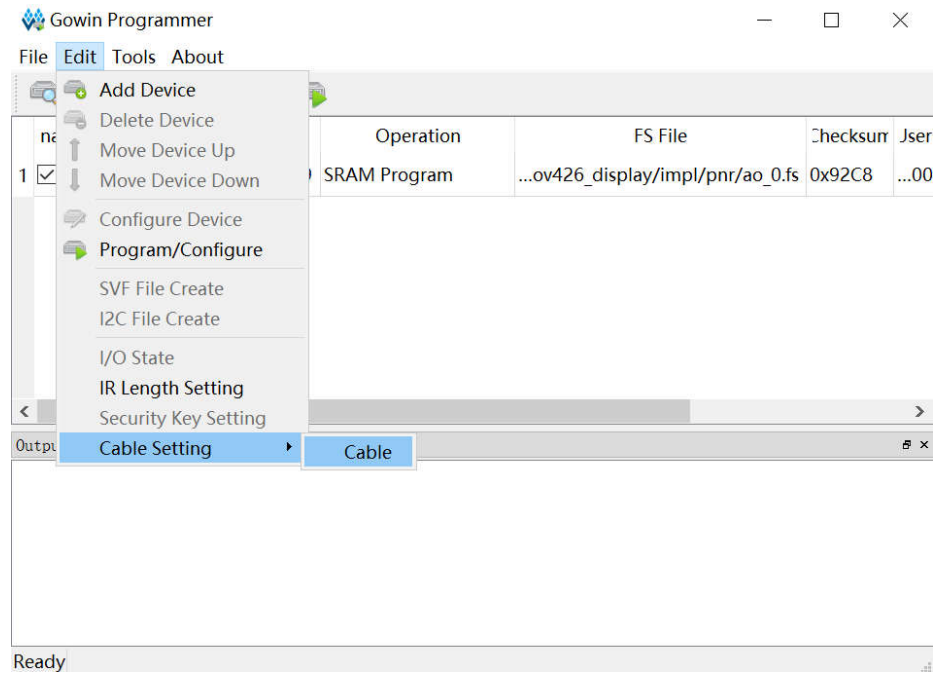 Gowin Programmer
File Edit Tools About
Add Device
Delete Device
Move Device Up
Move Device Down
Configure Device
Program/Configure
SVF File Create
I2C File Create
I/O State
IR Length Setting
Security Key Setting
Cable Setting
Cable
Operation FS File
1 SRAM Program ...ov426_display/impl/pnr/ao_0.fs 0x92C8 ...00
Ready